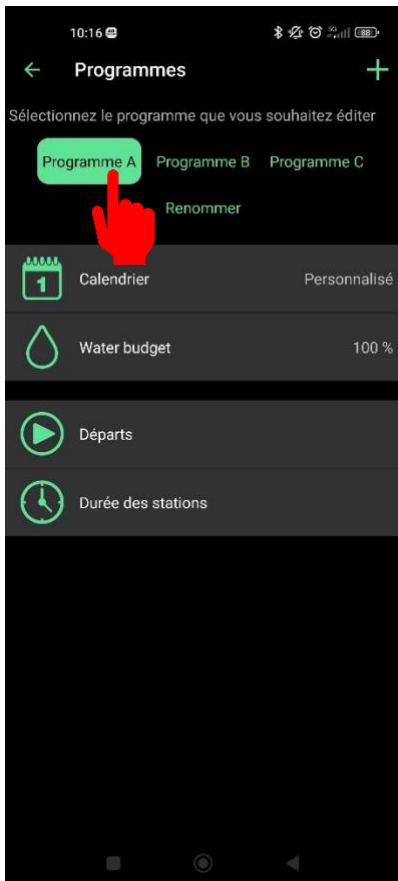 10:16
88
Programmes
Sélectionnez le programme que vous souhaitez éditer
Programme A Programme B Programme C
Renommer
1 Calendrier Personnalisé
Water budget 100 %
Départs
Durée des stations